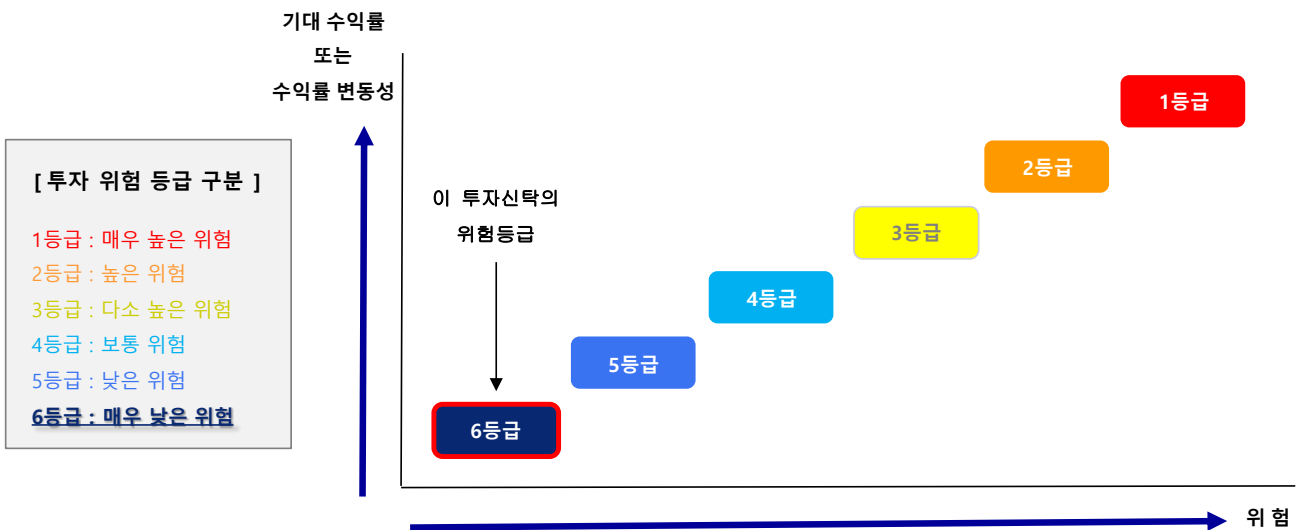 기대 수익률
또는
수익률 변동성
[ 투자 위험 등급 구분 ]
1등급 : 매우 높은 위험
2등급 : 높은 위험
3등급 : 다소 높은 위험
4등급 : 보통 위험
5등급 : 낮은 위험
6등급 : 매우 낮은 위험
이 투자신탁의
위험등급
1등급
2등급
3등급
4등급
5등급
6등급
위 험